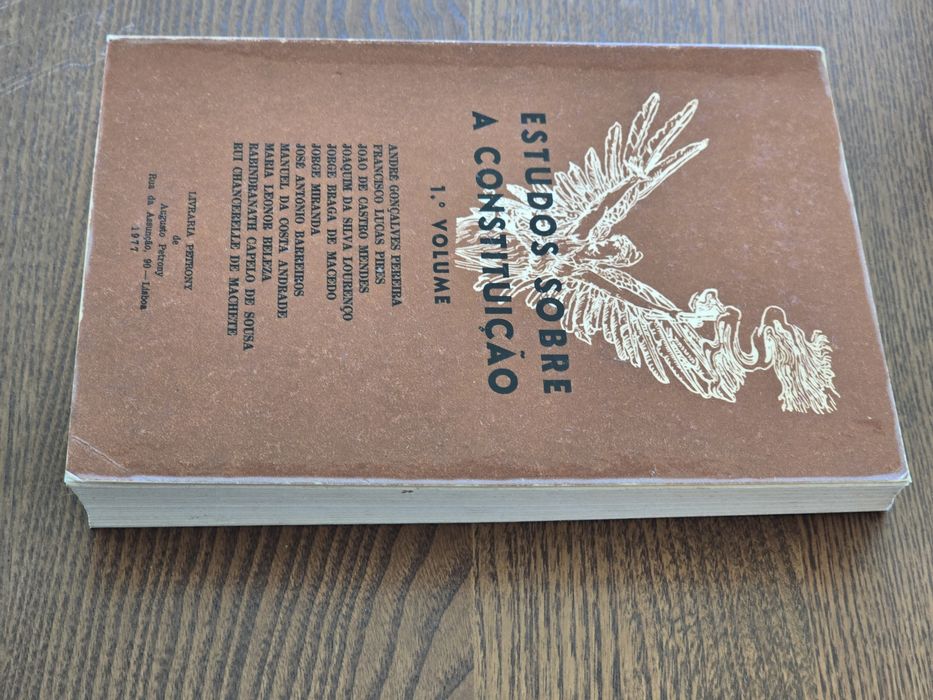 ESTUDOS SOBRE
A CONSTITUIÇÃO
1.º VOLUME
ANDRÉ GONÇALVES PEREIRA
FRANCISCO LUCAS PIRES
JOAO DE CASTRO MENDES
JOAQUIM DA SILVA LOURENÇO
JORGE BRAGA DE MACEDO
JORGE MIRANDA
JOSÉ ANTÓNIO BARREIROS
MANUEL DA COSTA ANDRADE
MARIA LEONOR BELEZA
RABINDRANATH CAPELO DE SOUSA
RUI CHANCERELLE DE MACHETE
LIVRARIA PETRONY
de
Augusto Petrony
Rua da Assunção, 90 — Lisboa
1977